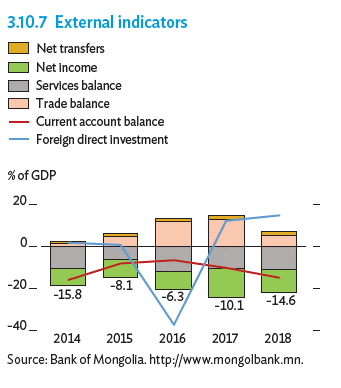 3.10.7 External indicators
Net transfers
Net income
Services balance
Trade balance
Current account balance
Foreign direct investment
% of GDP
20
0
-20
-40
-15.8
-8.1
-6.3
-10.1
-14.6
2014 2015 2016 2017 2018
Source: Bank of Mongolia. http://www.mongolbank.mn.